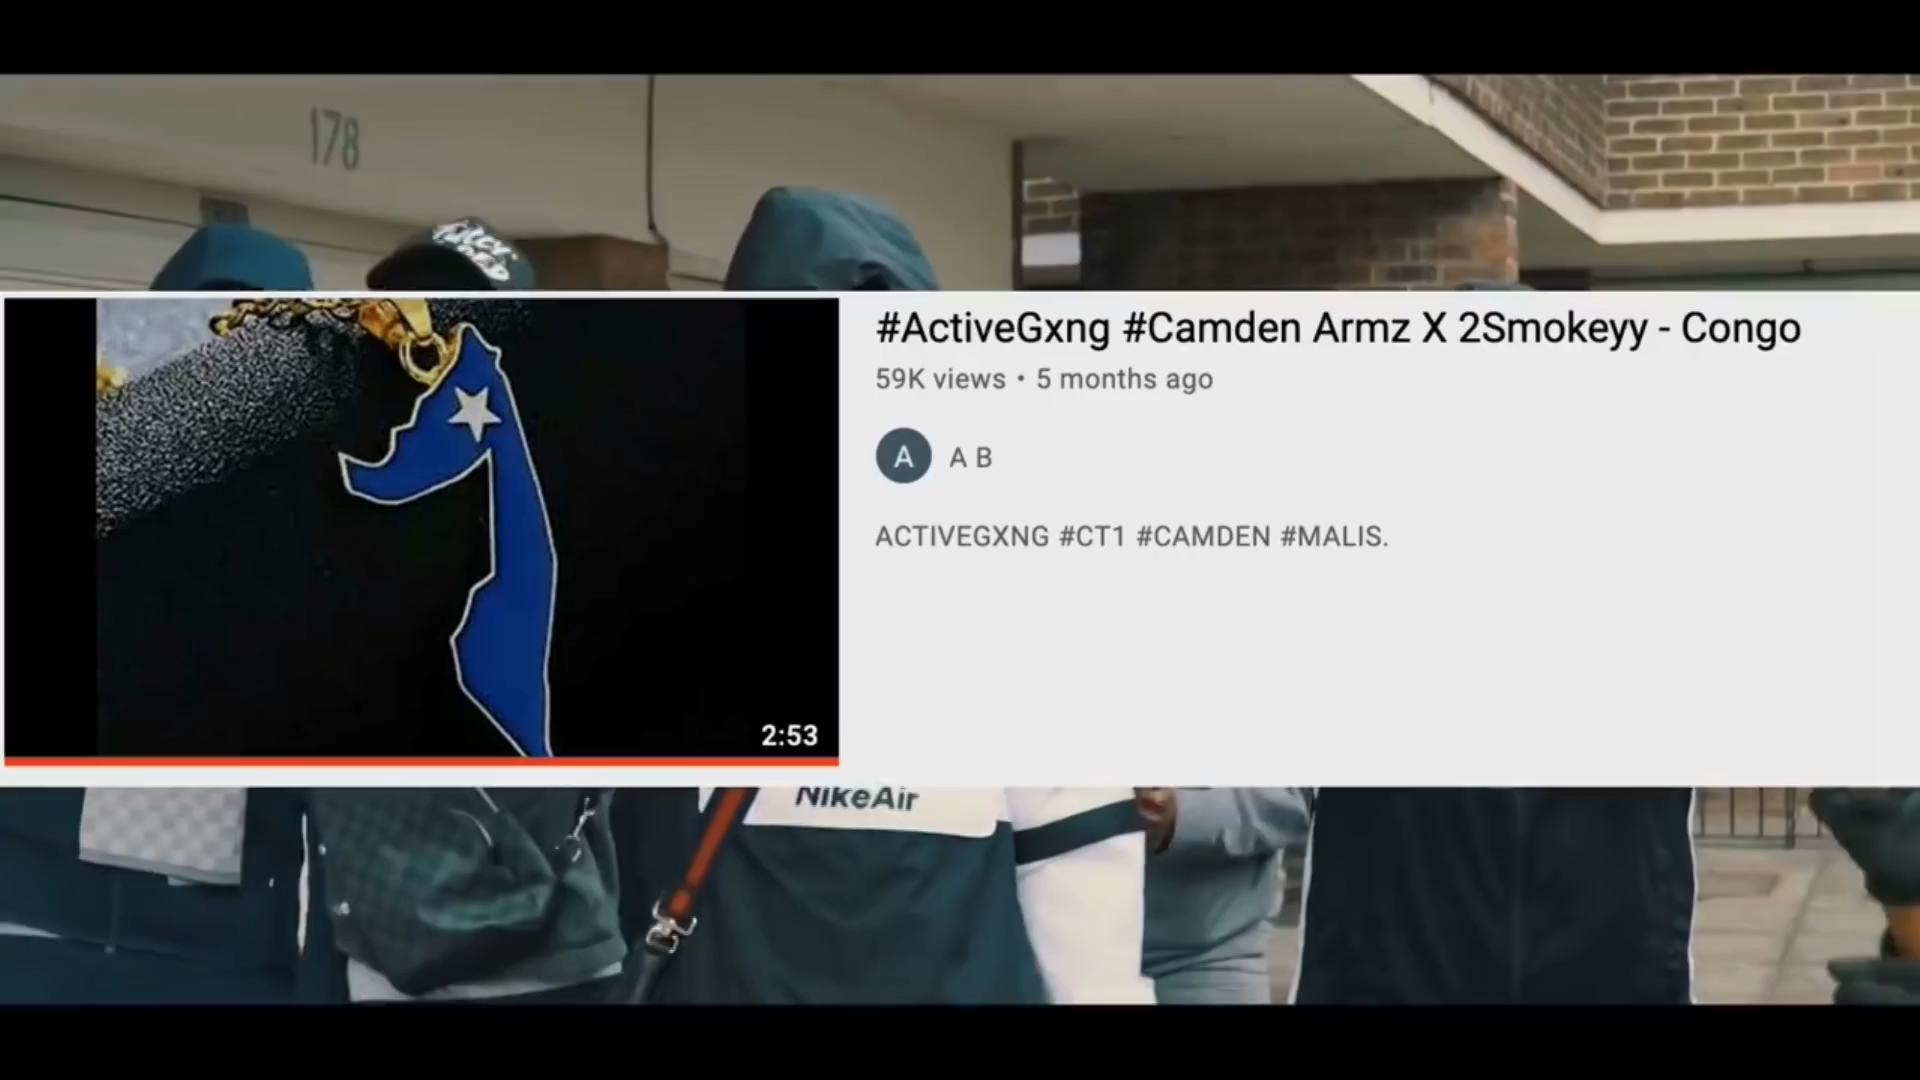 178
#ActiveGxng #Camden Armz X 2Smokeyy - Congo
59K views • 5 months ago
A
A B
ACTIVEGXNG #CT1 #CAMDEN #MALIS.
2:53
NikeAir